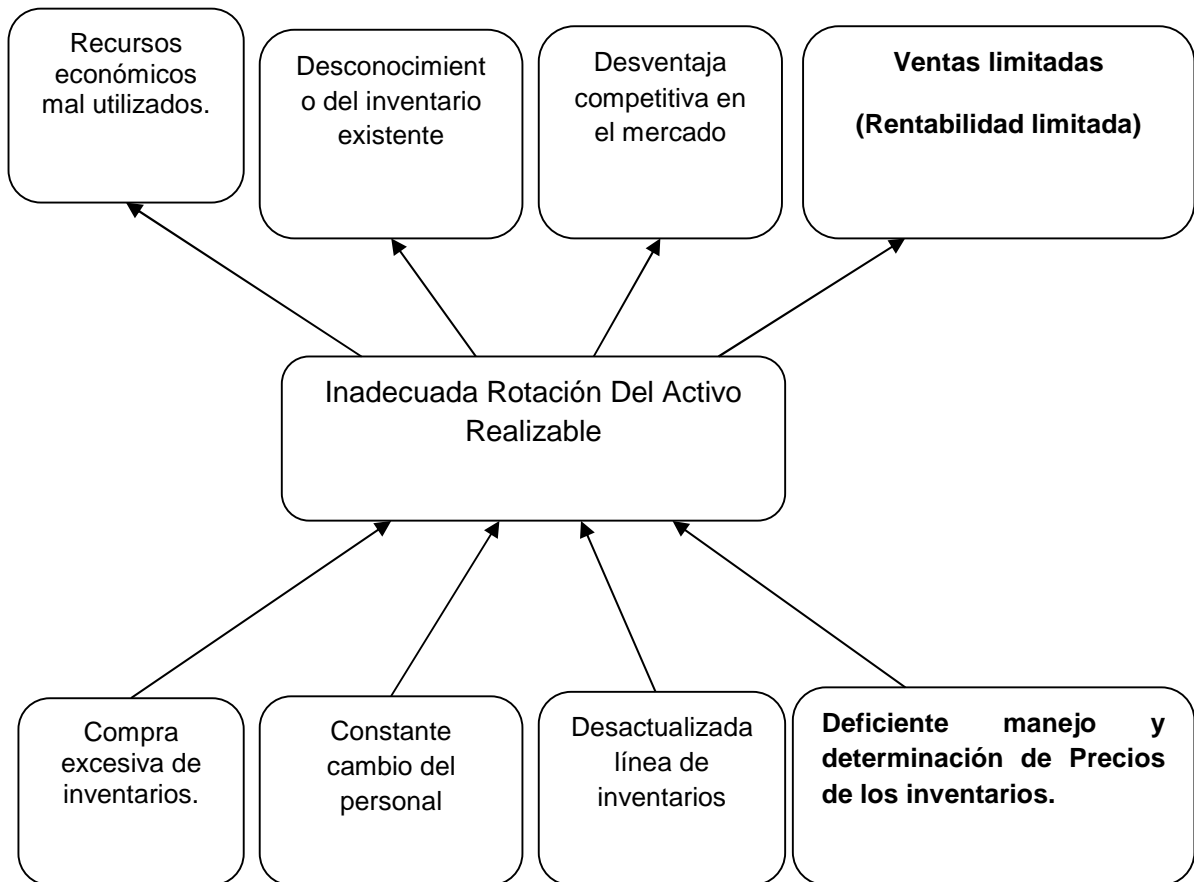 Recursos
económicos
mal utilizados.
Desconocimient
o del inventario
existente
Desventaja
competitiva en
el mercado
Ventas limitadas
(Rentabilidad limitada)
Inadecuada Rotación Del Activo
Realizable
Compra
excesiva de
inventarios.
Constante
cambio del
personal
Desactualizada
línea de
inventarios
Deficiente manejo y
determinación de Precios
de los inventarios.